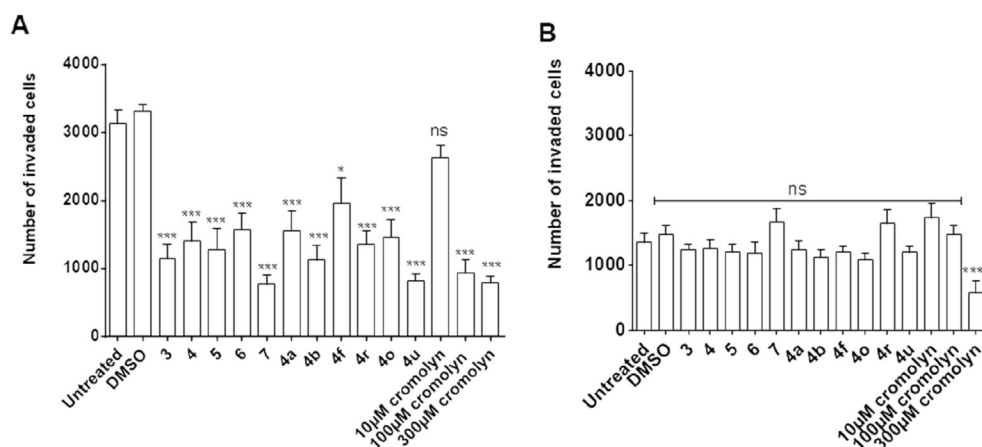 A
Number of invaded cells
4000
3000
2000
1000
0
***
***
***
***
***
***
***
*
***
***
***
ns
***
***
Untreated
DMSO
3
4
5
6
7
4a
4b
4f
4r
4o
4u
10µM cromolyn
100µM cromolyn
300µM cromolyn
B
Number of invaded cells
4000
3000
2000
1000
0
ns
***
Untreated
DMSO
3
4
5
6
7
4a
4b
4f
4o
4r
4u
10µM cromolyn
100µM cromolyn
300µM cromolyn